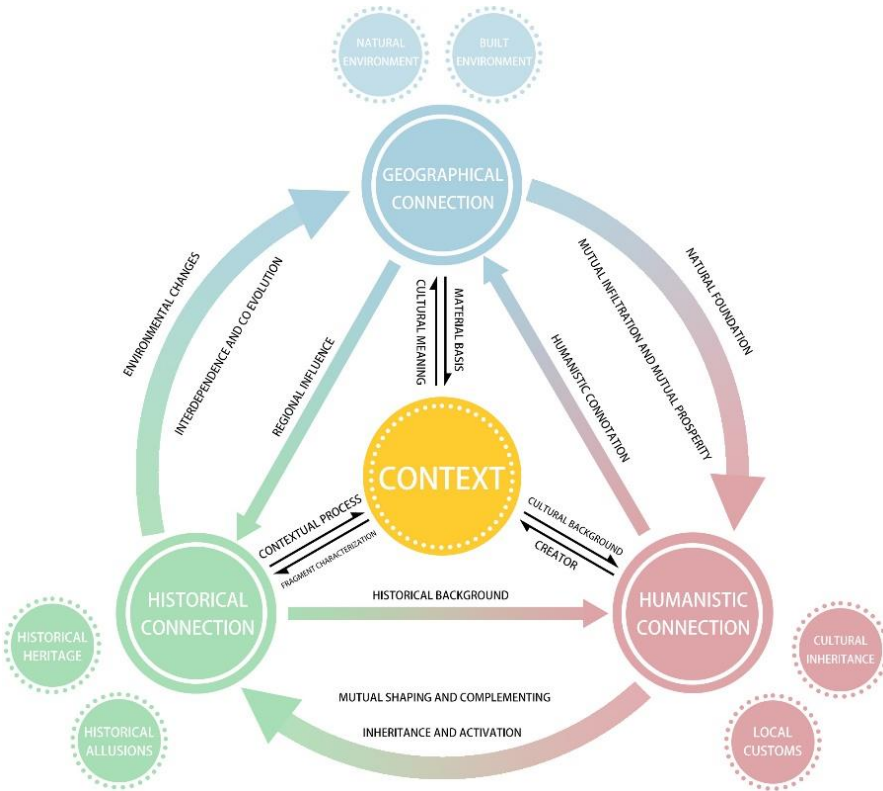 NATURAL
ENVIRONMENT
BUILT
ENVIRONMENT
GEOGRAPHICAL
CONNECTION
ENVIRONMENTAL CHANGES
INTERDEPENDENCE AND CO EVOLUTION
REGIONAL INFLUENCE
CULTURAL MEANING
MATERIAL BASIS
HUMANISTIC CONNOTATION
MUTUAL INFILTRATION AND MUTUAL PROSPERITY
NATURAL FOUNDATION
CONTEXT
CONTEXTUAL PROCESS
FRAGMENT CHARACTERIZATION
CULTURAL BACKGROUND
CREATOR
HISTORICAL
CONNECTION
HISTORICAL BACKGROUND
HUMANISTIC
CONNECTION
HISTORICAL
HERITAGE
HISTORICAL
ALLUSIONS
CULTURAL
INHERITANCE
LOCAL
CUSTOMS
MUTUAL SHAPING AND COMPLEMENTING
INHERITANCE AND ACTIVATION